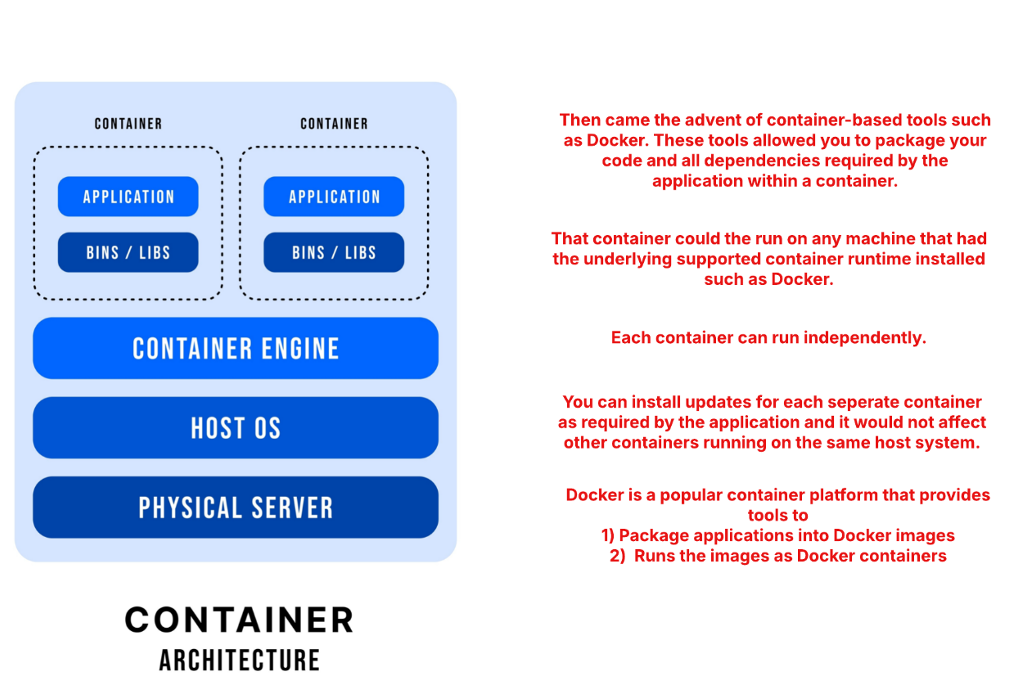 CONTAINER
CONTAINER
APPLICATION
APPLICATION
BINS / LIBS
BINS / LIBS
CONTAINER ENGINE
HOST OS
PHYSICAL SERVER
CONTAINER
ARCHITECTURE
Then came the advent of container-based tools such
as Docker. These tools allowed you to package your
code and all dependencies required by the
application within a container.
That container could the run on any machine that had
the underlying supported container runtime installed
such as Docker.
Each container can run independently.
You can install updates for each seperate container
as required by the application and it would not affect
other containers running on the same host system.
Docker is a popular container platform that provides
tools to
1) Package applications into Docker images
2) Runs the images as Docker containers